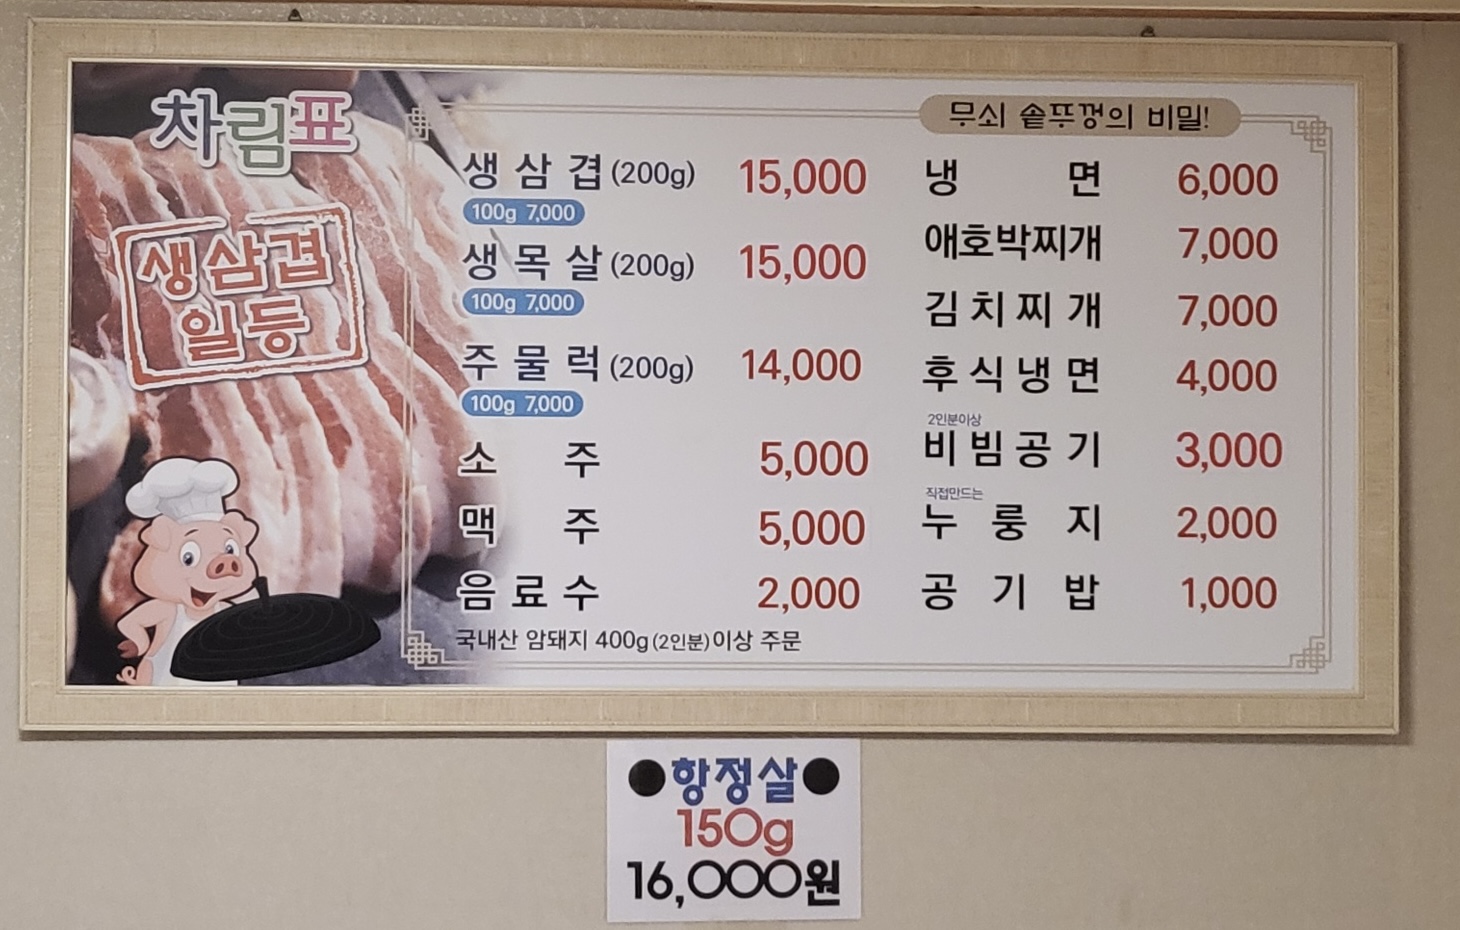 차림표
생삼겹
일등
무쇠 솥뚜껑의 비밀!
생삼겹(200g) 15,000
100g 7,000
생목살(200g) 15,000
100g 7,000
주물럭(200g) 14,000
100g 7,000
소주 5,000
맥주 5,000
음료수 2,000
국내산 암돼지 400g(2인분)이상 주문
냉면 6,000
애호박찌개 7,000
김치찌개 7,000
후식냉면 4,000
2인분이상
비빔공기 3,000
직접만드는
누룽지 2,000
공기밥 1,000
●항정살●
150g
16,000원